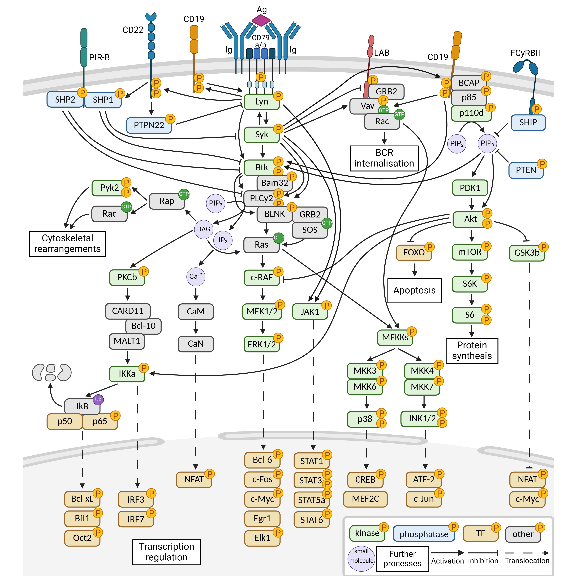 Ag
CD22
CD19
CD79
a/b
Ig
Ig
LAB
CD19
FCyRBII
PIR-B
SHP2
SHP1
PTPN22
Lyn
Syk
Btk
Bam32
PLCy2
BLNK
GRB2
SOS
Ras
GRB2
Vav
Rac
BCR
internalisation
BCAP
p85
p110d
PIP₂
PIP₃
SHIP
PTEN
PDK1
Akt
Pyk2
Rac
Rap
Cytoskeletal
rearrangements
PIP₂
DAG
IP₃
Ca²⁺
PKCb
CARD11
Bcl-10
MALT1
IKKa
IkB
p50
p65
CaM
CaN
c-RAF
MEK1/2
ERK1/2
JAK1
FOXO
Apoptosis
mTOR
S6K
S6
Protein
synthesis
GSK3b
MEKKs
MKK3
MKK6
MKK4
MKK7
p38
JNK1/2
Bcl-xL
Bfl1
Oct2
IRF3
IRF7
NFAT
Bcl-6
c-Fos
c-Myc
Egr1
Elk1
STAT1
STAT3
STAT5a
STAT6
CREB
MEF2C
ATF-2
c-Jun
NFAT
c-Myc
Transcription
regulation
kinase
phosphatase
TF
other
small
molecule
Further
processes
Activation
Inhibition
Translocation